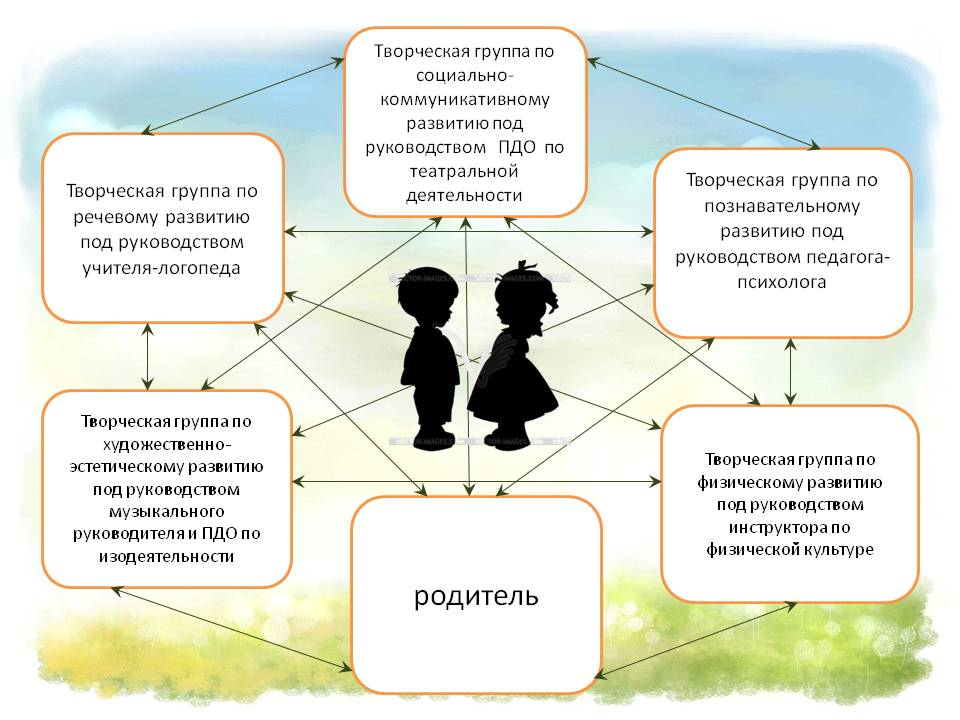 Творческая группа по
социально-
коммуникативному
развитию под
руководством ПДО по
театральной
деятельности
Творческая группа по
речевому развитию
под руководством
учителя-логопеда
Творческая группа по
познавательному
развитию под
руководством педагога-
психолога
Творческая группа по
художественно-
эстетическому развитию
под руководством
музыкального
руководителя и ПДО по
изодеятельности
Творческая группа по
физическому развитию
под руководством
инструктора по
физической культуре
родитель